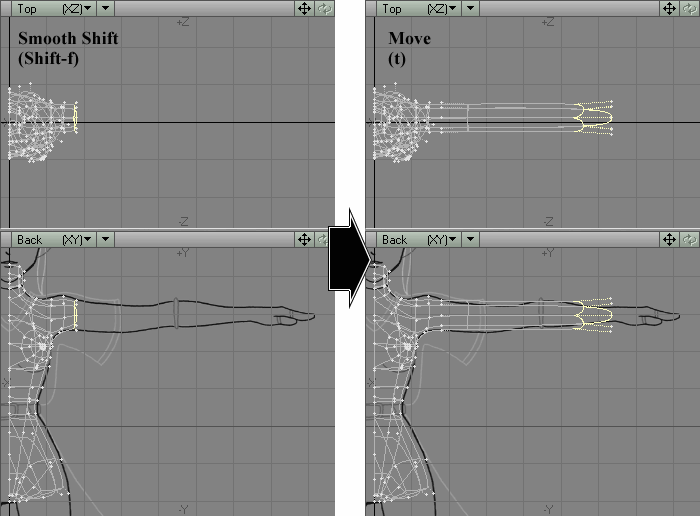 Top (XZ)
Smooth Shift
(Shift-f)
+Z
-Z
Back (XY)
+Y
-Y
Top (XZ)
Move
(t)
+Z
-Z
Back (XY)
+Y
-Y